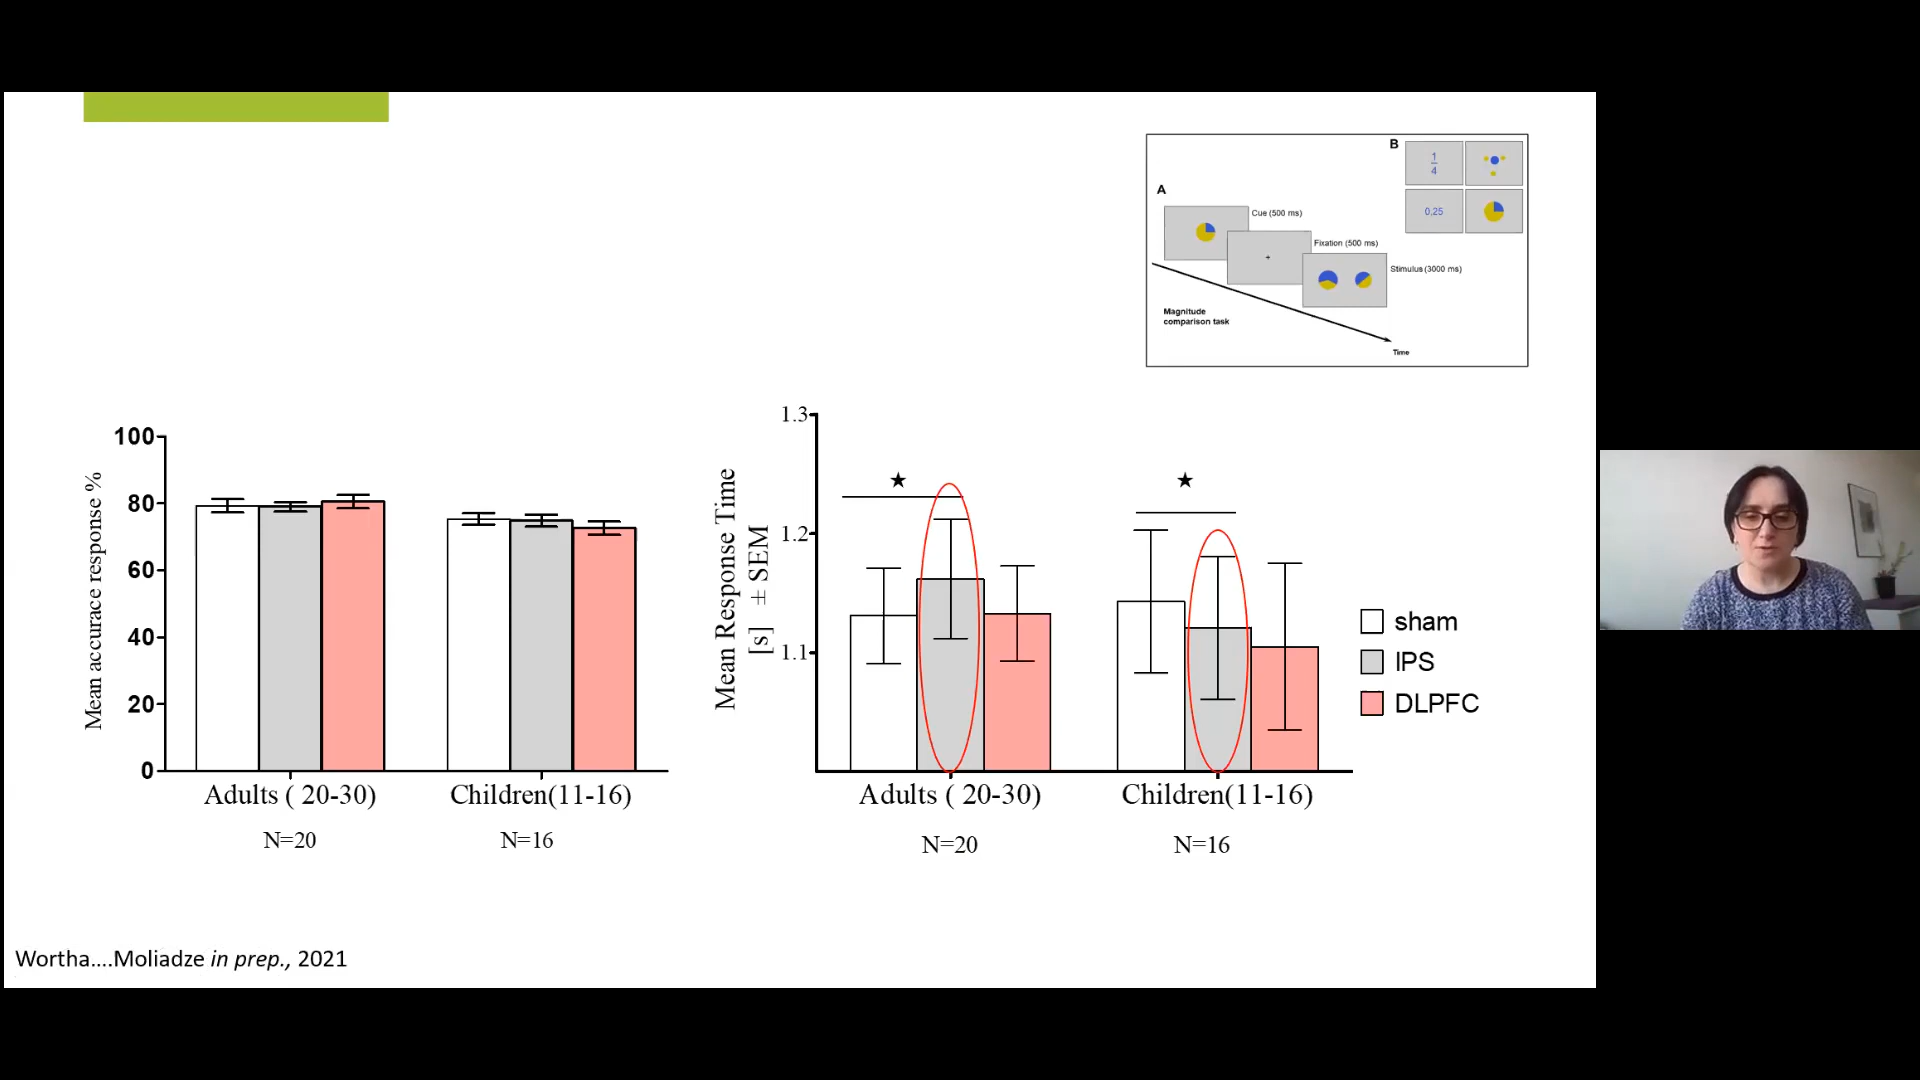 B
1
4
0,25
A
Cue (500 ms)
Fixation (500 ms)
+
Stimulus (3000 ms)
Magnitude
comparison task
Time
Mean accurace response %
100
80
60
40
20
0
Adults ( 20-30)
Children(11-16)
N=20
N=16
Mean Response Time
[s] ± SEM
1.3
1.2
1.1
★
★
Adults ( 20-30)
Children(11-16)
N=20
N=16
sham
IPS
DLPFC
Wortha....Moliadze in prep., 2021